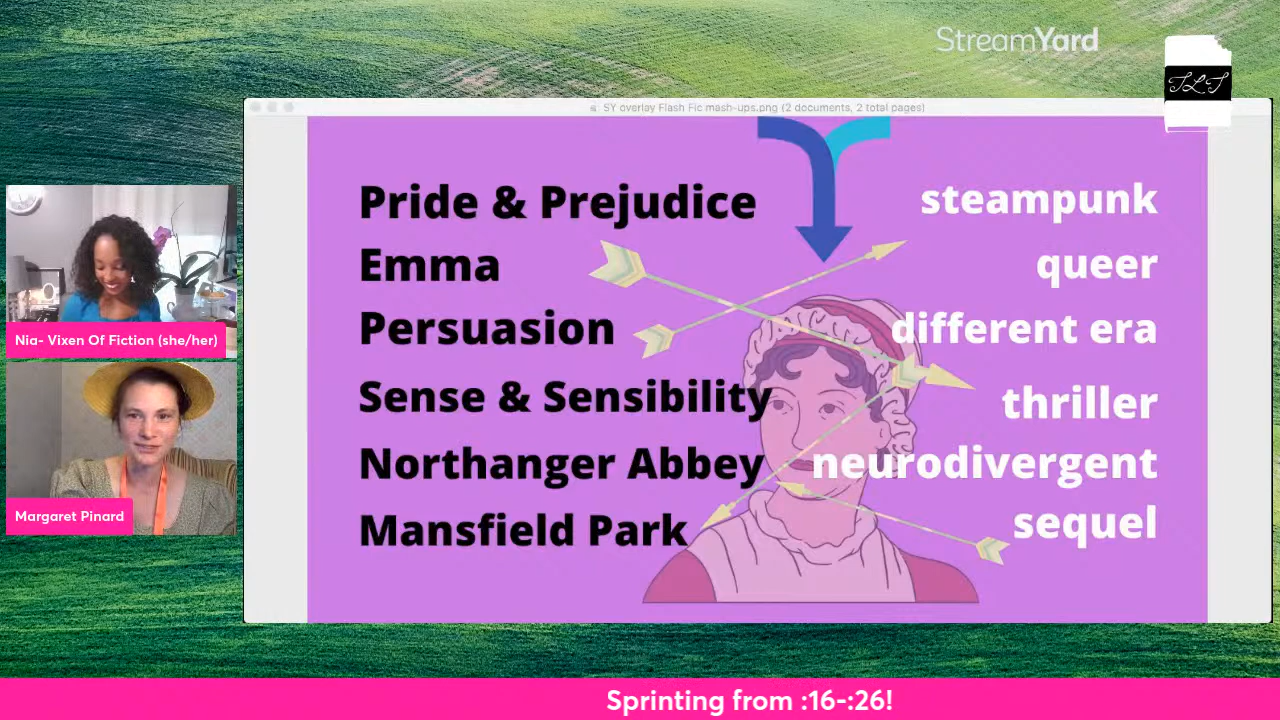 StreamYard
TLT
SY overlay Flash Fic mash-ups.png (2 documents, 2 total pages)
Pride & Prejudice
Emma
Persuasion
Sense & Sensibility
Northanger Abbey
Mansfield Park
steampunk
queer
different era
thriller
neurodivergent
sequel
Nia- Vixen Of Fiction (she/her)
Margaret Pinard
Sprinting from :16-:26!